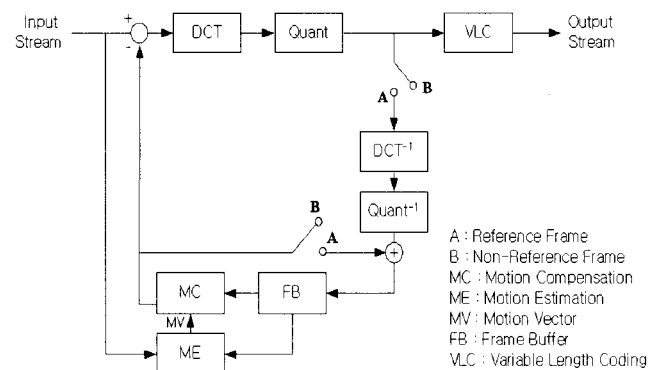 Input
Stream
+
-
DCT
Quant
VLC
Output
Stream
A
B
DCT⁻¹
Quant⁻¹
B
A
+
MC
FB
MV
ME
A : Reference Frame
B : Non-Reference Frame
MC : Motion Compensation
ME : Motion Estimation
MV : Motion Vector
FB : Frame Buffer
VLC : Variable Length Coding